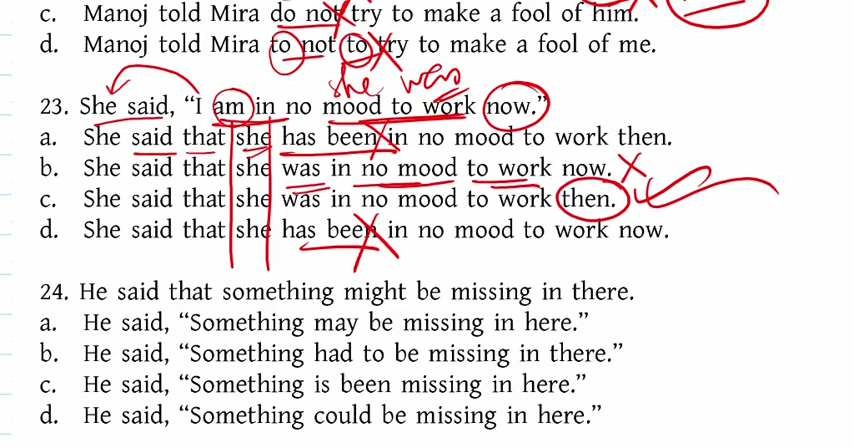 c. Manoj told Mira do not try to make a fool of him.
d. Manoj told Mira to not to try to make a fool of me.
she was
23. She said, “I am in no mood to work now.”
a. She said that she has been in no mood to work then.
b. She said that she was in no mood to work now.
c. She said that she was in no mood to work then.
d. She said that she has been in no mood to work now.
24. He said that something might be missing in there.
a. He said, “Something may be missing in here.”
b. He said, “Something had to be missing in there.”
c. He said, “Something is been missing in here.”
d. He said, “Something could be missing in here.”